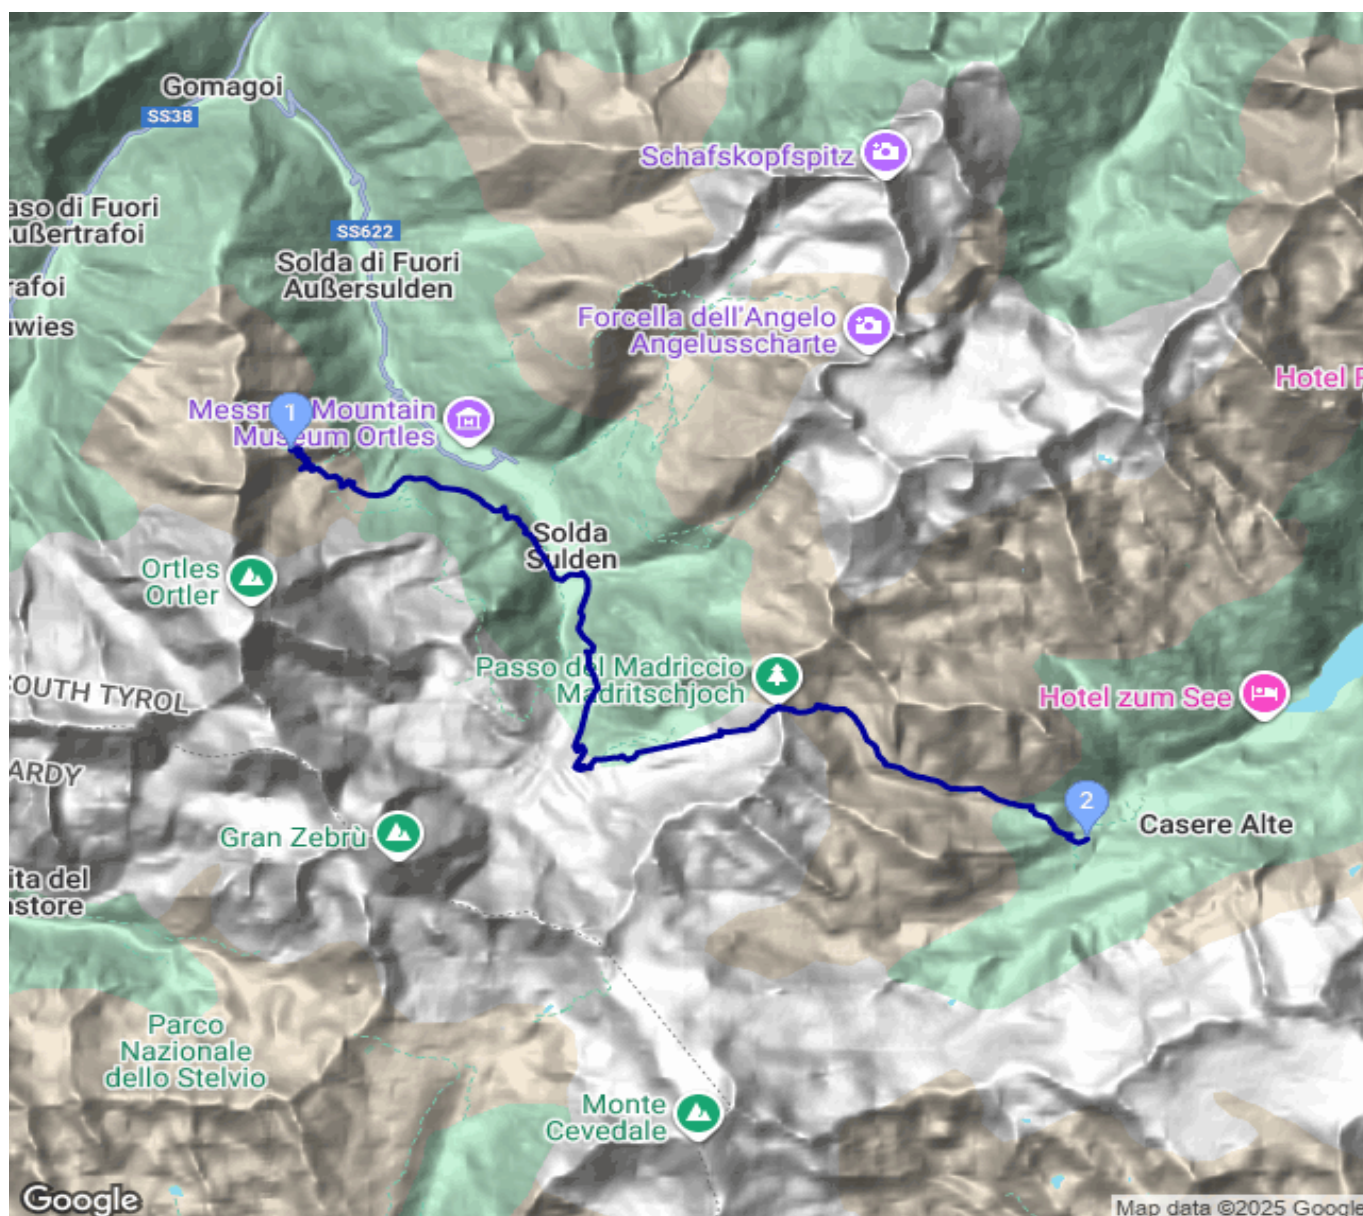 Gomagoi
SS38
Schafskopfspitz
aso di Fuori
ußertrafoi
SS622
Solda di Fuori
Außersulden
rafoi
wies
Forcella dell'Angelo
Angelusscharte
Hotel F
Messn Mountain
Museum Ortles
1
Solda
Sulden
Ortles
Ortler
Passo del Madriccio
Madritschjoch
OUTH TYROL
Hotel zum See
ARDY
2
Casere Alte
Gran Zebrù
ita del
astore
Parco
Nazionale
dello Stelvio
Monte
Cevedale
Google
Map data ©2025 Google